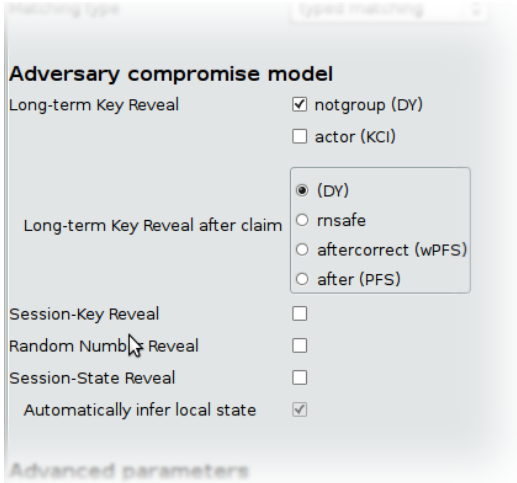 Matching type typed matching
Adversary compromise model
Long-term Key Reveal notgroup (DY)
actor (KCI)
(DY)
rnsafe
Long-term Key Reveal after claim
aftercorrect (wPFS)
after (PFS)
Session-Key Reveal
Random Number Reveal
Session-State Reveal
Automatically infer local state
Advanced parameters